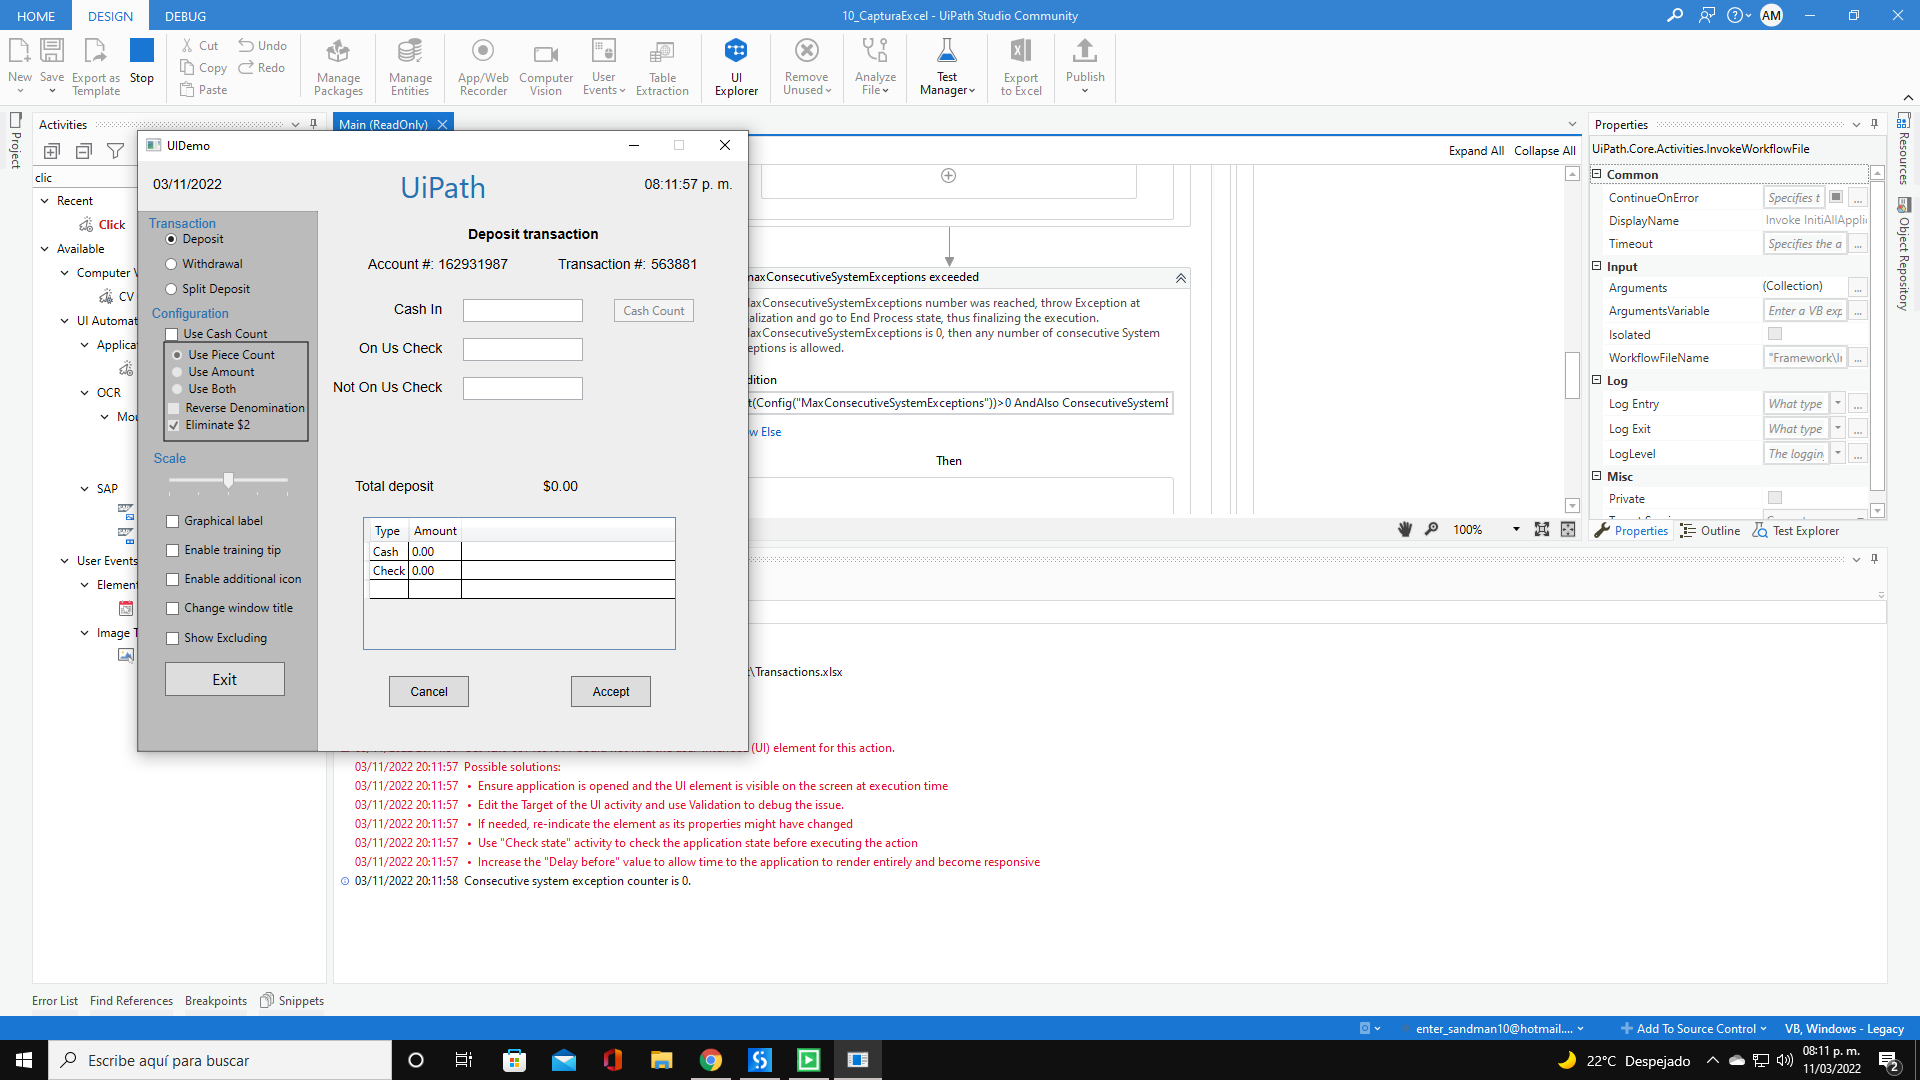 HOME
DESIGN
DEBUG
10_CapturaExcel - UiPath Studio Community
AM
New
Save
Export as
Template
Stop
Cut
Copy
Paste
Undo
Redo
Manage
Packages
Manage
Entities
App/Web
Recorder
Computer
Vision
User
Events
Table
Extraction
UI
Explorer
Remove
Unused
Analyze
File
Test
Manager
Export
to Excel
Publish
Project
Activities
clic
Recent
Click
Available
Computer V
CV
UI Automat
Applicat
OCR
Mou
SAP
User Events
Element
Image T
Main (ReadOnly)
Expand All
Collapse All
UIDemo
03/11/2022
UiPath
08:11:57 p. m.
Transaction
Deposit
Withdrawal
Split Deposit
Configuration
Use Cash Count
Use Piece Count
Use Amount
Use Both
Reverse Denomination
Eliminate $2
Scale
Graphical label
Enable training tip
Enable additional icon
Change window title
Show Excluding
Exit
Deposit transaction
Account #: 162931987
Transaction #: 563881
Cash In
Cash Count
On Us Check
Not On Us Check
Total deposit
$0.00
Type Amount
Cash 0.00
Check 0.00
Cancel
Accept
maxConsecutiveSystemExceptions exceeded
axConsecutiveSystemExceptions number was reached, throw Exception at
alization and go to End Process state, thus finalizing the execution.
axConsecutiveSystemExceptions is 0, then any number of consecutive System
eptions is allowed.
dition
t(Config("MaxConsecutiveSystemExceptions"))>0 AndAlso ConsecutiveSystemE
w Else
Then
100%
Properties
UiPath.Core.Activities.InvokeWorkflowFile
Common
ContinueOnError
Specifies t
...
DisplayName
Invoke InitiAllApplic
Timeout
Specifies the a
...
Input
Arguments
(Collection)
...
ArgumentsVariable
Enter a VB exp
...
Isolated
WorkflowFileName
"Framework\In
...
Log
Log Entry
What type
...
Log Exit
What type
...
LogLevel
The loggin
...
Misc
Private
Properties
Outline
Test Explorer
Resources
Object Repository
\Transactions.xlsx
(UI) element for this action.
03/11/2022 20:11:57 Possible solutions:
03/11/2022 20:11:57 • Ensure application is opened and the UI element is visible on the screen at execution time
03/11/2022 20:11:57 • Edit the Target of the UI activity and use Validation to debug the issue.
03/11/2022 20:11:57 • If needed, re-indicate the element as its properties might have changed
03/11/2022 20:11:57 • Use "Check state" activity to check the application state before executing the action
03/11/2022 20:11:57 • Increase the "Delay before" value to allow time to the application to render entirely and become responsive
03/11/2022 20:11:58 Consecutive system exception counter is 0.
Error List
Find References
Breakpoints
Snippets
enter_sandman10@hotmail....
Add To Source Control
VB, Windows - Legacy
Escribe aquí para buscar
22°C Despejado
08:11 p. m.
11/03/2022
2